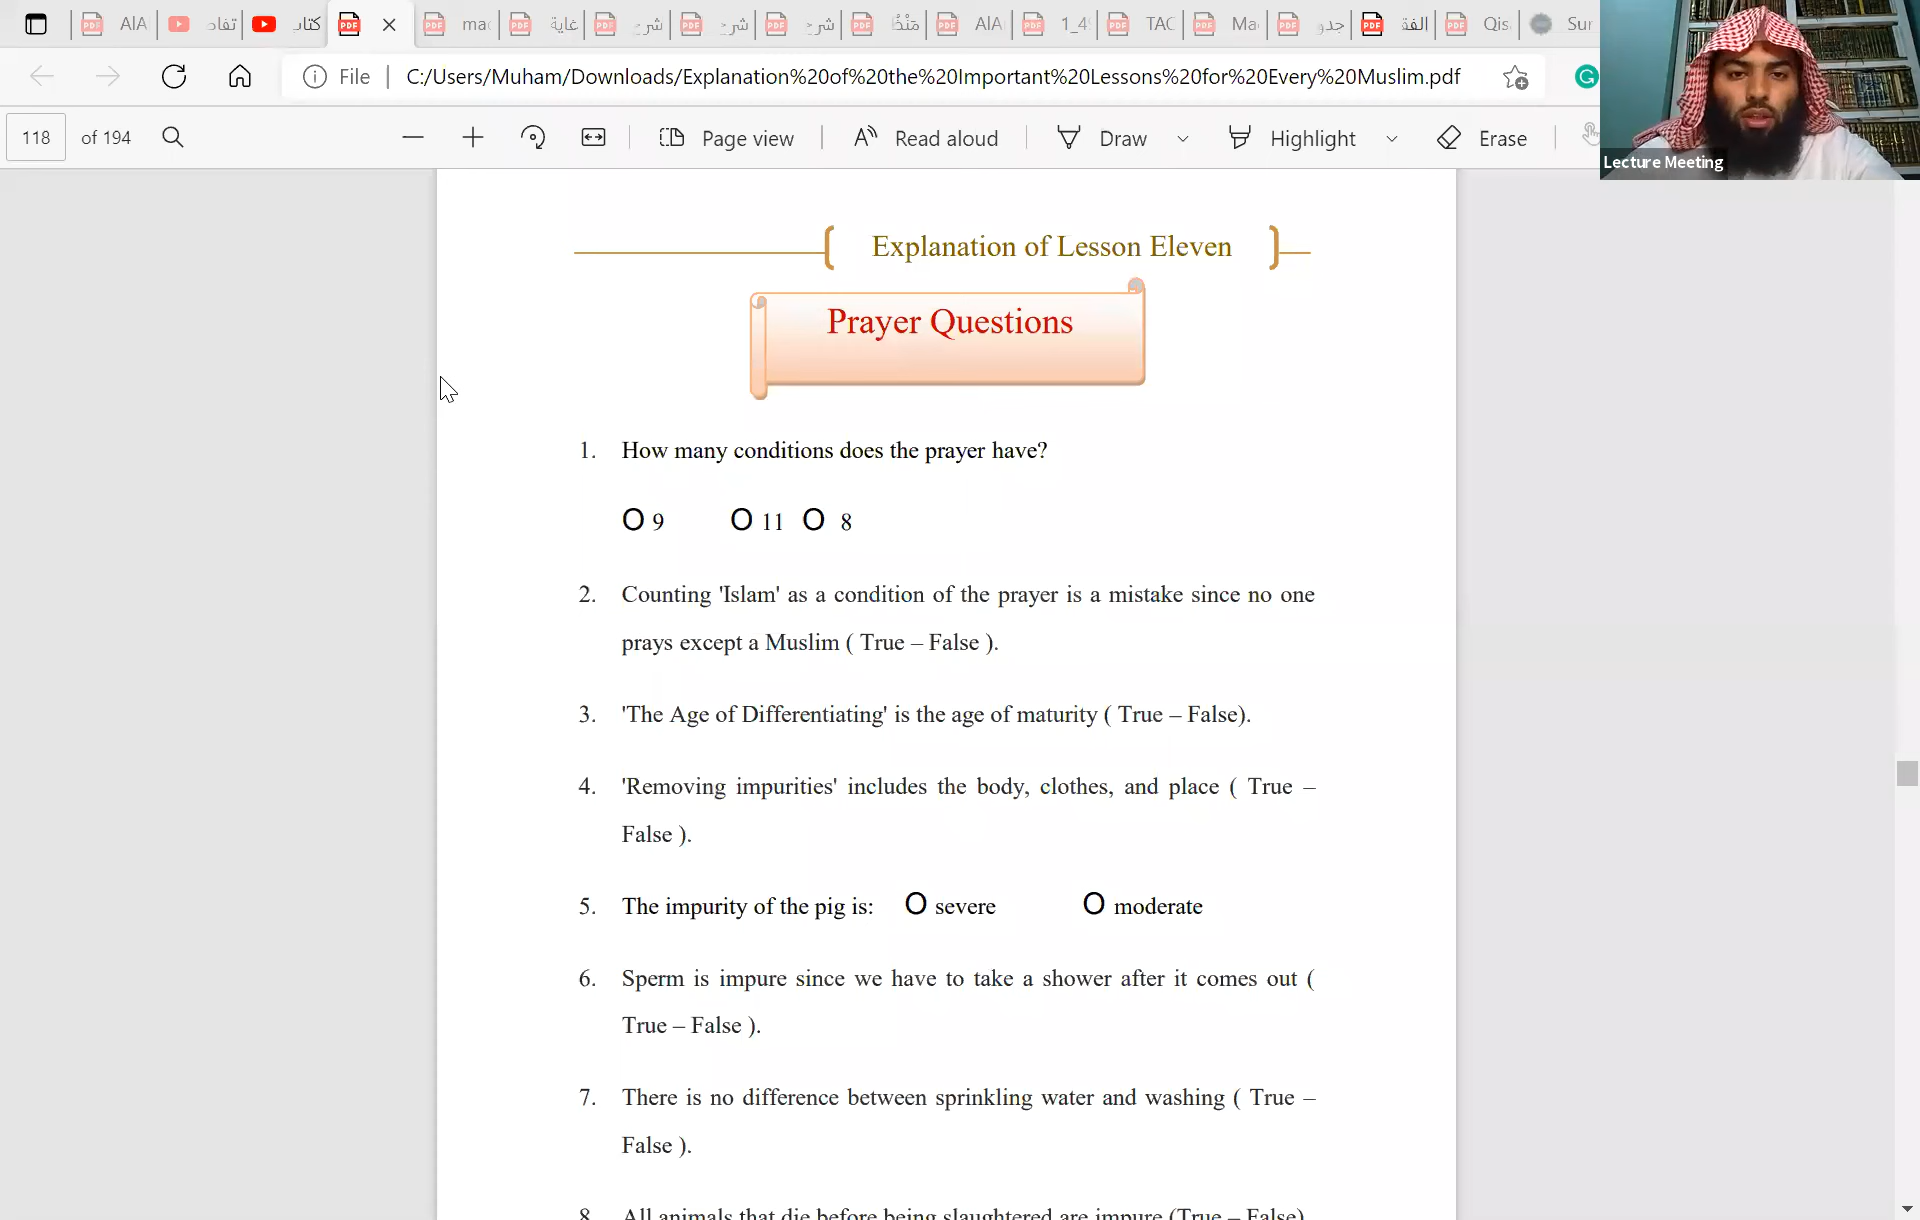 AlA
تفاد
كتاب
mac
غاية
شرح
شرح
شرح
AlA
1_4
TAC
Ma
جدو
الفقـ
Qis
Sur
File
C:/Users/Muham/Downloads/Explanation%20of%20the%20Important%20Lessons%20for%20Every%20Muslim.pdf
118 of 194
Page view
Read aloud
Draw
Highlight
Erase
Lecture Meeting
Explanation of Lesson Eleven
Prayer Questions
1. How many conditions does the prayer have?
O 9 O 11 O 8
2. Counting 'Islam' as a condition of the prayer is a mistake since no one
prays except a Muslim ( True – False ).
3. 'The Age of Differentiating' is the age of maturity ( True – False).
4. 'Removing impurities' includes the body, clothes, and place ( True –
False ).
5. The impurity of the pig is: O severe O moderate
6. Sperm is impure since we have to take a shower after it comes out (
True – False ).
7. There is no difference between sprinkling water and washing ( True –
False ).
8. All animals that die before being slaughtered are impure (True – False)